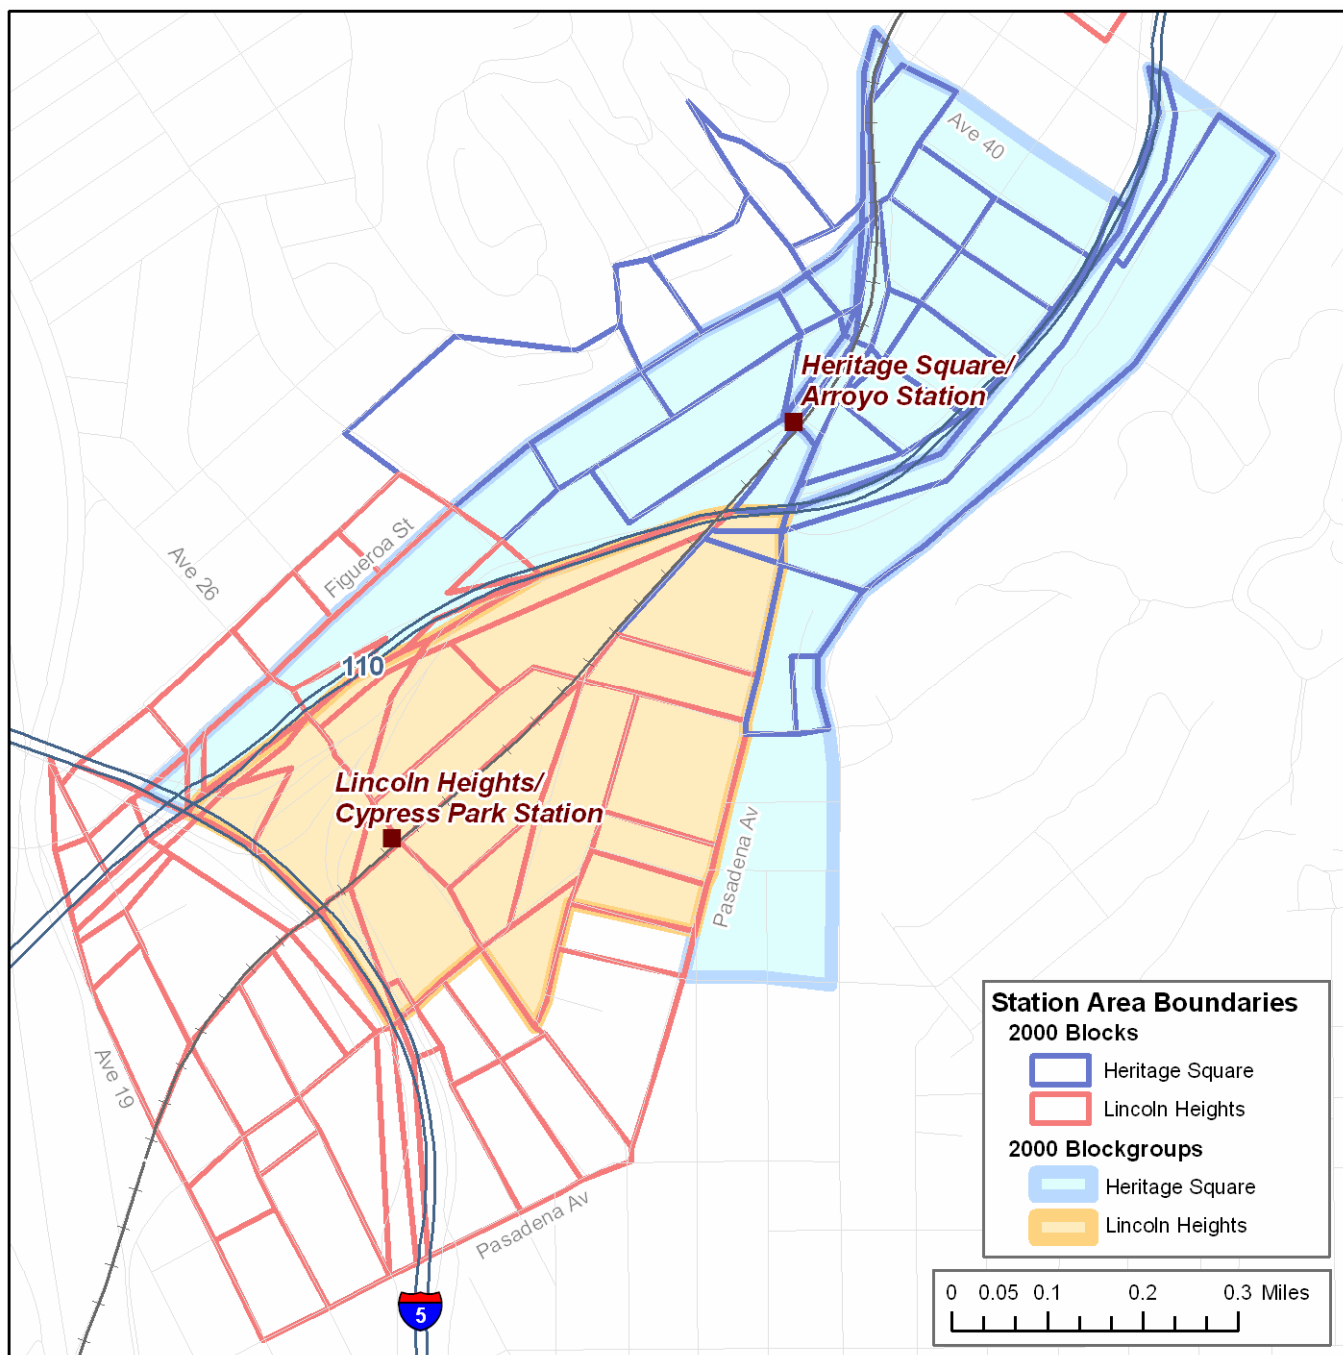 Ave 40
Heritage Square/
Arroyo Station
Figueroa St
Ave 26
110
Lincoln Heights/
Cypress Park Station
Pasadena Av
Ave 19
Pasadena Av
5
Station Area Boundaries
2000 Blocks
Heritage Square
Lincoln Heights
2000 Blockgroups
Heritage Square
Lincoln Heights
0 0.05 0.1 0.2 0.3 Miles